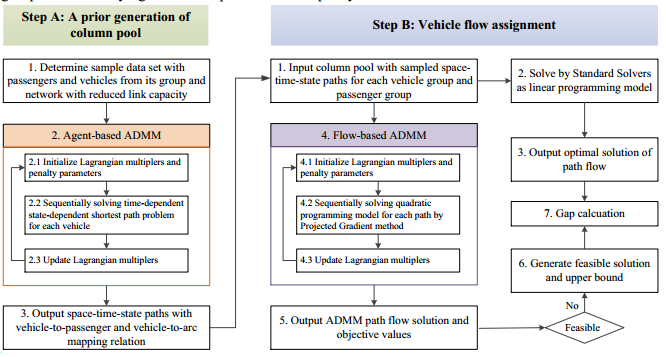 Step A: A prior generation of
column pool
1. Determine sample data set with
passengers and vehicles from its group and
network with reduced link capacity
2. Agent-based ADMM
2.1 Initialize Lagrangian multipliers and
penalty parameters
2.2 Sequentially solving time-dependent
state-dependent shortest path problem
for each vehicle
2.3 Update Lagrangian multipliers
3. Output space-time-state paths with
vehicle-to-passenger and vehicle-to-arc
mapping relation
Step B: Vehicle flow assignment
1. Input column pool with sampled space-
time-state paths for each vehicle group and
passenger group
4. Flow-based ADMM
4.1 Initialize Lagrangian multipliers and
penalty parameters
4.2 Sequentially solving quadratic
programming model for each path by
Projected Gradient method
4.3 Update Lagrangian multipliers
5. Output ADMM path flow solution and
objective values
2. Solve by Standard Solvers
as linear programming model
3. Output optimal solution of
path flow
7. Gap calcuation
6. Generate feasible solution
and upper bound
No
Feasible